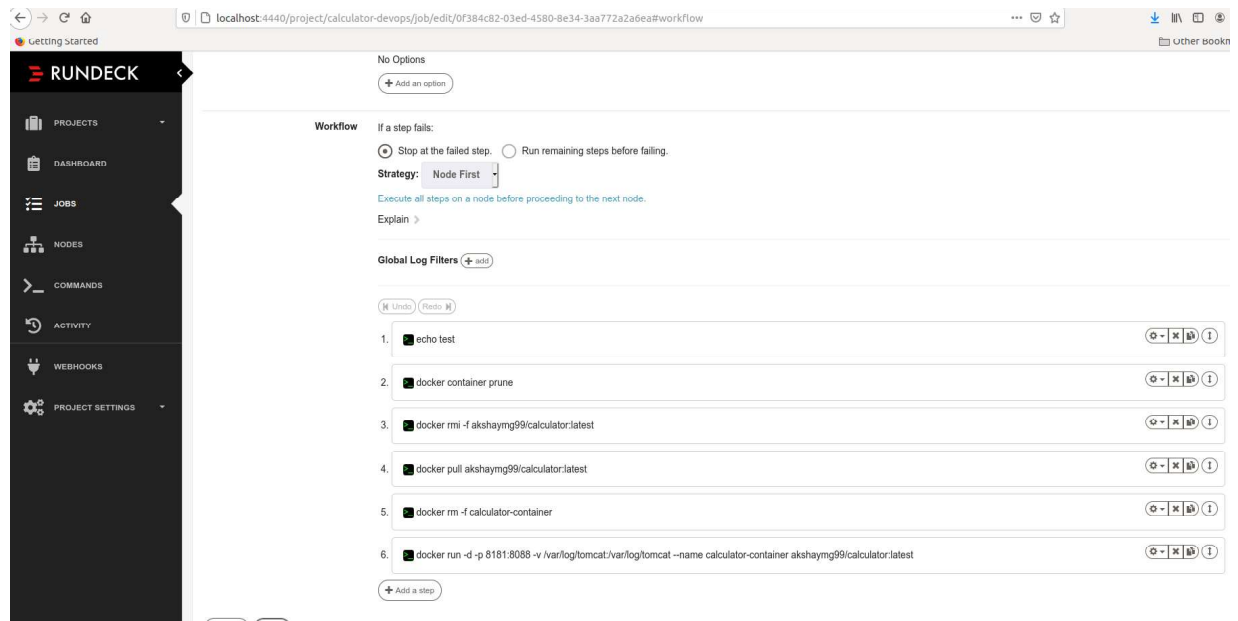 localhost:4440/project/calculator-devops/job/edit/0f384c82-03ed-4580-8e34-3aa772a2a6ea#workflow
Getting Started
Other Bookm
RUNDECK
PROJECTS
DASHBOARD
JOBS
NODES
COMMANDS
ACTIVITY
WEBHOOKS
PROJECT SETTINGS
No Options
Add an option
Workflow
If a step fails:
Stop at the failed step. Run remaining steps before failing.
Strategy: Node First
Execute all steps on a node before proceeding to the next node.
Explain >
Global Log Filters + add
Undo Redo
1. echo test
2. docker container prune
3. docker rmi -f akshaymg99/calculator:latest
4. docker pull akshaymg99/calculator:latest
5. docker rm -f calculator-container
6. docker run -d -p 8181:8088 -v /var/log/tomcat:/var/log/tomcat --name calculator-container akshaymg99/calculator:latest
+ Add a step